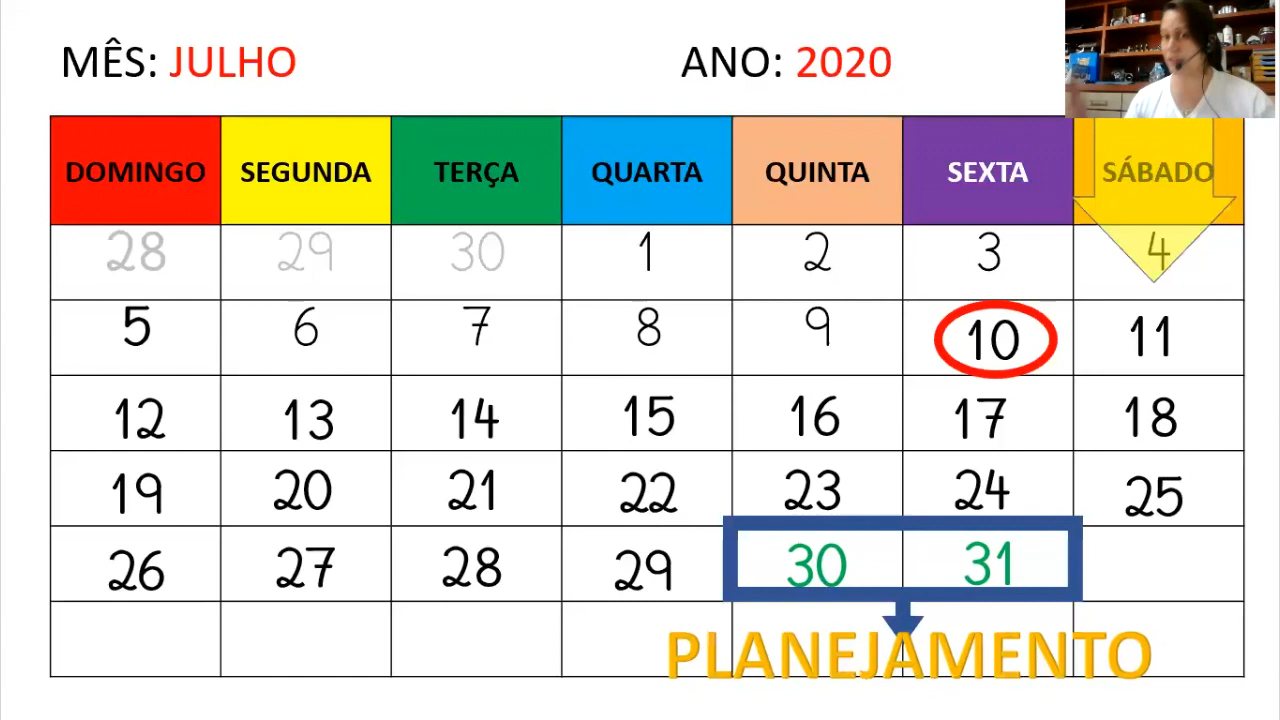 MÊS: JULHO ANO: 2020
DOMINGO SEGUNDA TERÇA QUARTA QUINTA SEXTA SÁBADO
28 29 30 1 2 3 4
5 6 7 8 9 10 11
12 13 14 15 16 17 18
19 20 21 22 23 24 25
26 27 28 29 30 31
PLANEJAMENTO